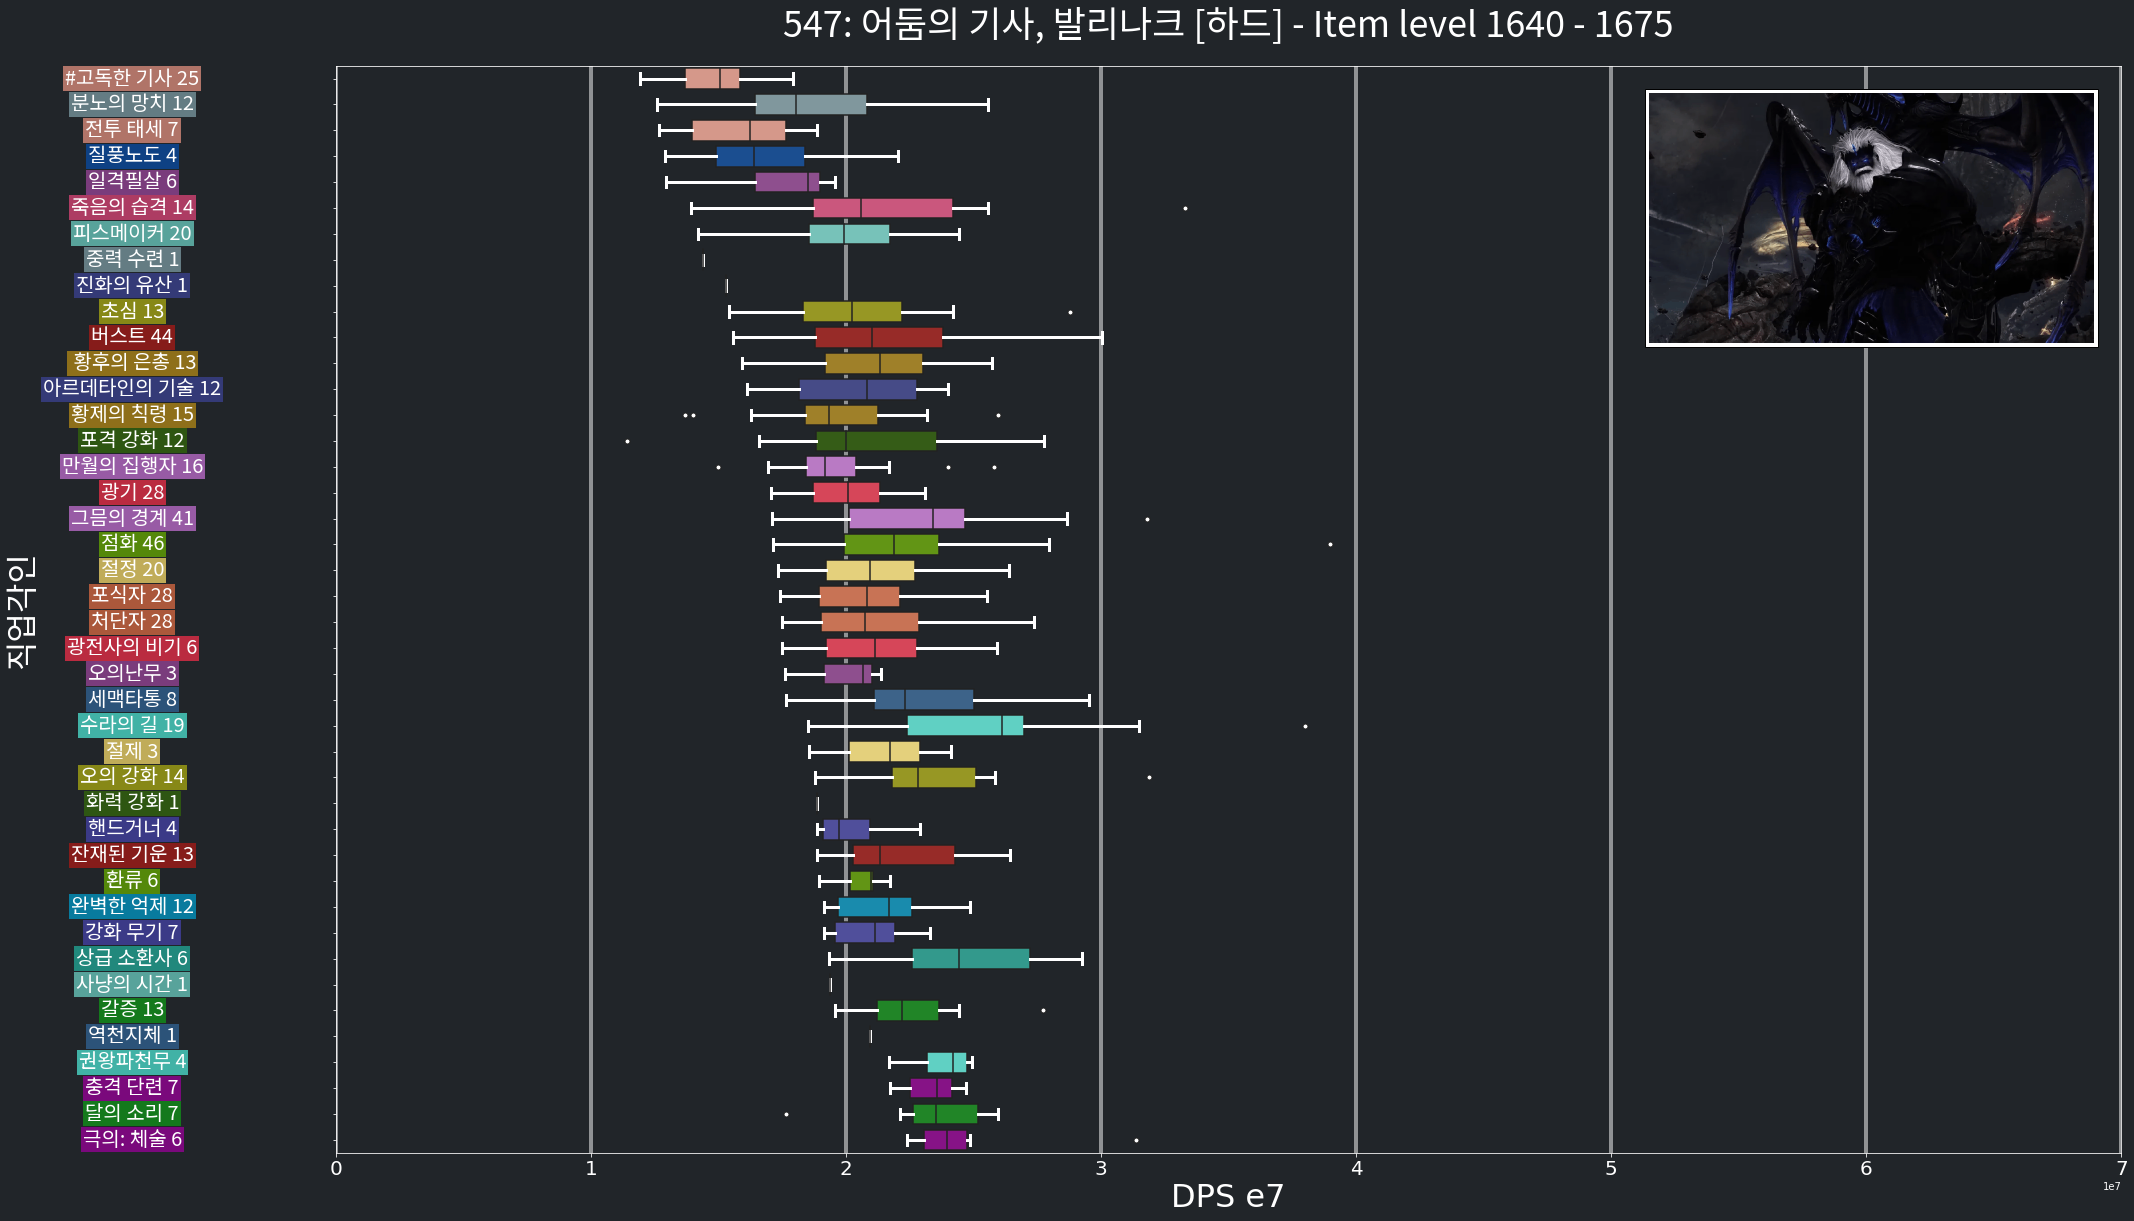 547: 어둠의 기사, 발리나크 [하드] - Item level 1640 - 1675
직업각인
#고독한 기사 25
분노의 망치 12
전투 태세 7
질풍노도 4
일격필살 6
죽음의 습격 14
피스메이커 20
중력 수련 1
진화의 유산 1
초심 13
버스트 44
황후의 은총 13
아르데타인의 기술 12
황제의 칙령 15
포격 강화 12
만월의 집행자 16
광기 28
그믐의 경계 41
점화 46
절정 20
포식자 28
처단자 28
광전사의 비기 6
오의난무 3
세맥타통 8
수라의 길 19
절제 3
오의 강화 14
화력 강화 1
핸드거너 4
잔재된 기운 13
환류 6
완벽한 억제 12
강화 무기 7
상급 소환사 6
사냥의 시간 1
갈증 13
역천지체 1
권왕파천무 4
충격 단련 7
달의 소리 7
극의: 체술 6
0 1 2 3 4 5 6 7
1e7
DPS e7